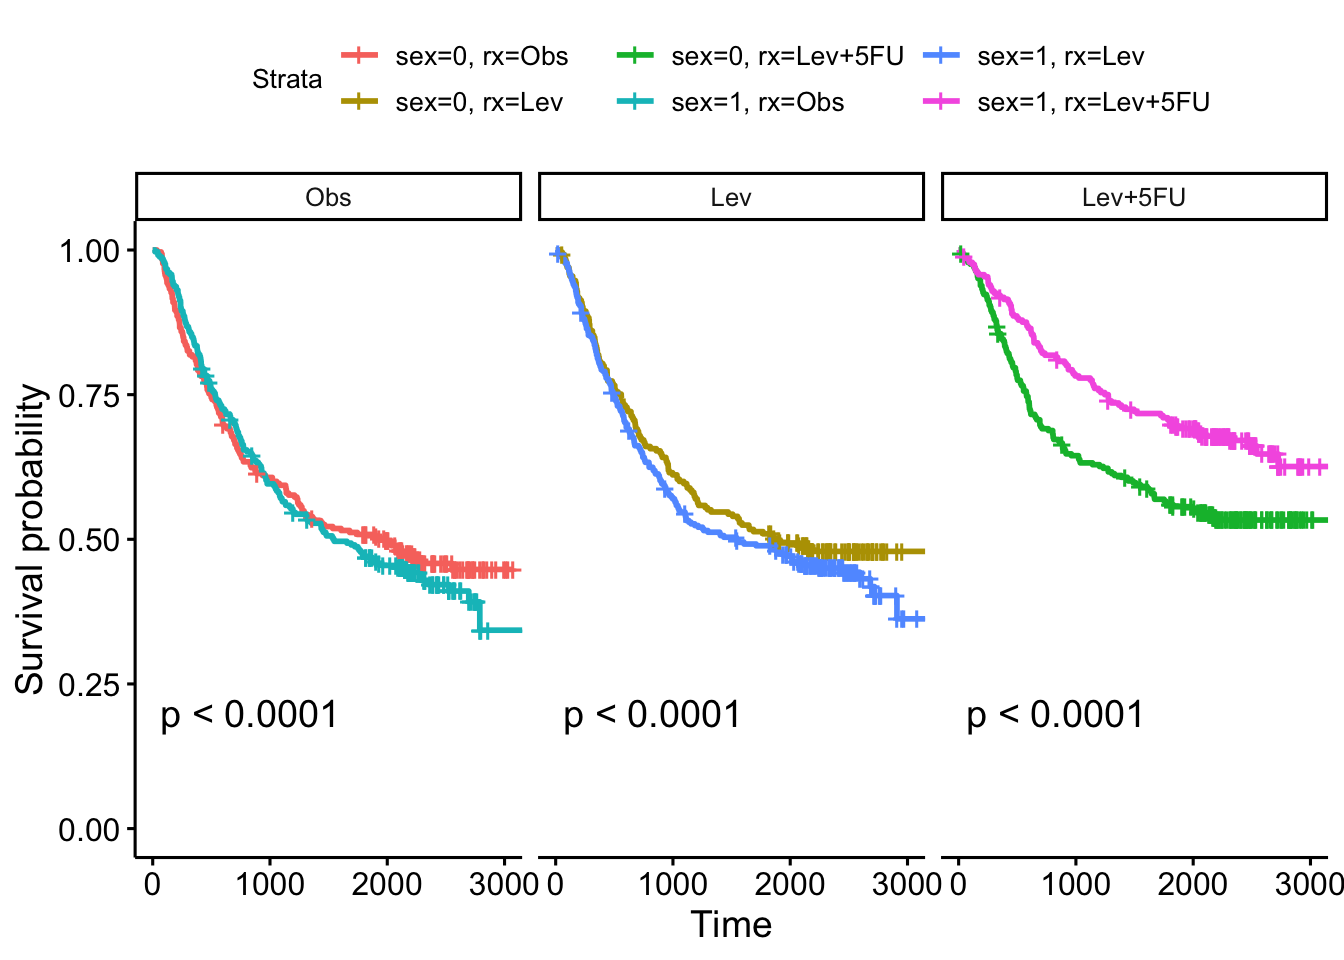 Strata
sex=0, rx=Obs
sex=0, rx=Lev+5FU
sex=1, rx=Lev
sex=0, rx=Lev
sex=1, rx=Obs
sex=1, rx=Lev+5FU
Obs
Lev
Lev+5FU
Survival probability
1.00
0.75
0.50
0.25
0.00
p < 0.0001
p < 0.0001
p < 0.0001
0 1000 2000 3000
0 1000 2000 3000
0 1000 2000 3000
Time